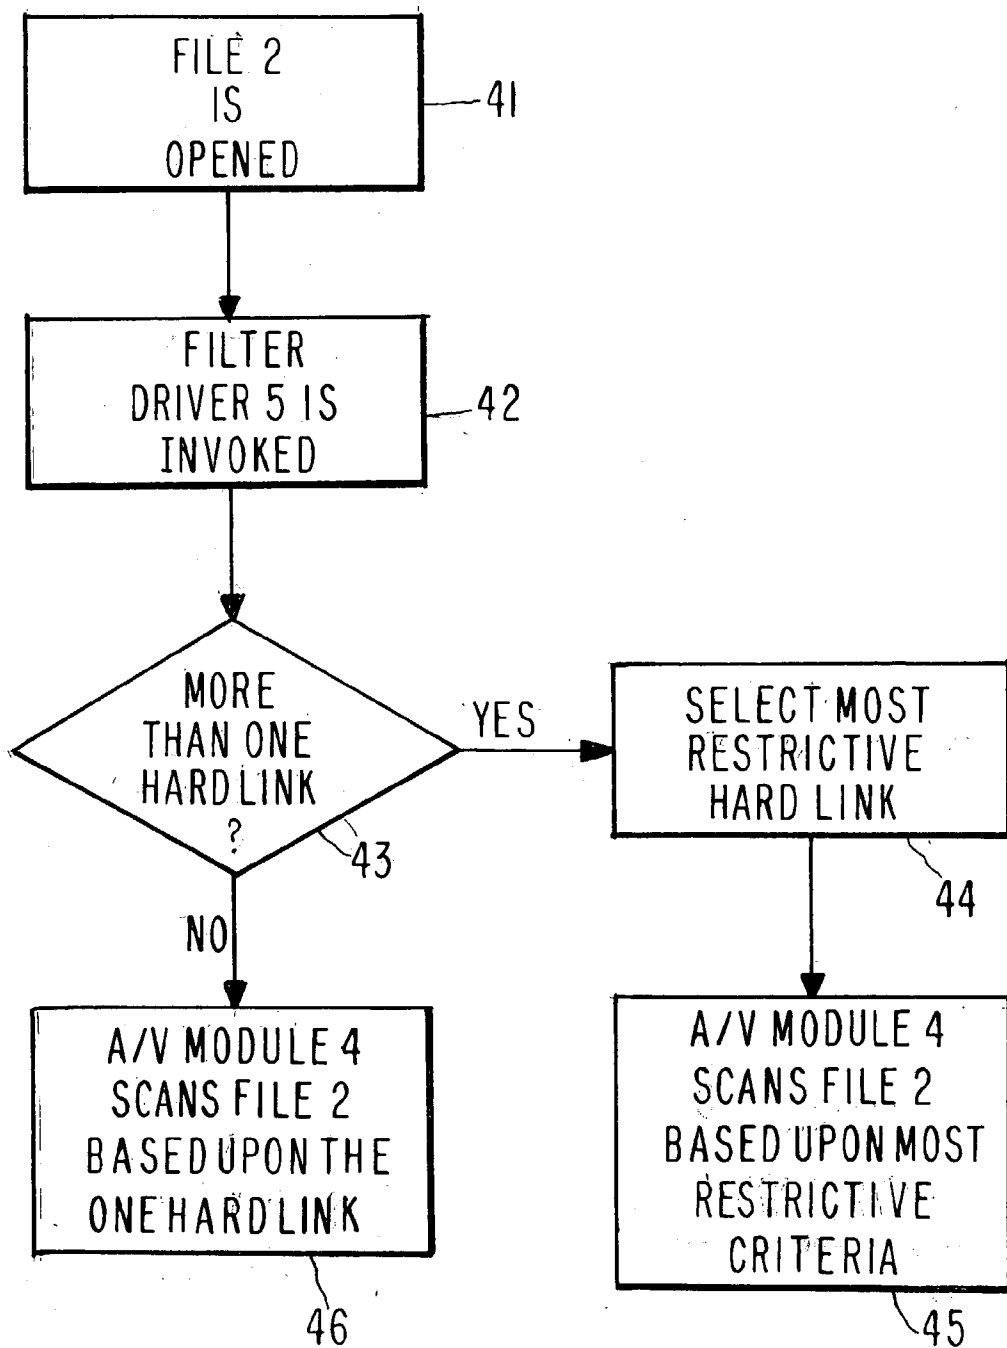 FILE 2
IS
OPENED
41
FILTER
DRIVER 5 IS
INVOKED
42
MORE
THAN ONE
HARD LINK
?
43
YES
SELECT MOST
RESTRICTIVE
HARD LINK
44
NO
A/V MODULE 4
SCANS FILE 2
BASED UPON THE
ONE HARD LINK
46
A/V MODULE 4
SCANS FILE 2
BASED UPON MOST
RESTRICTIVE
CRITERIA
45